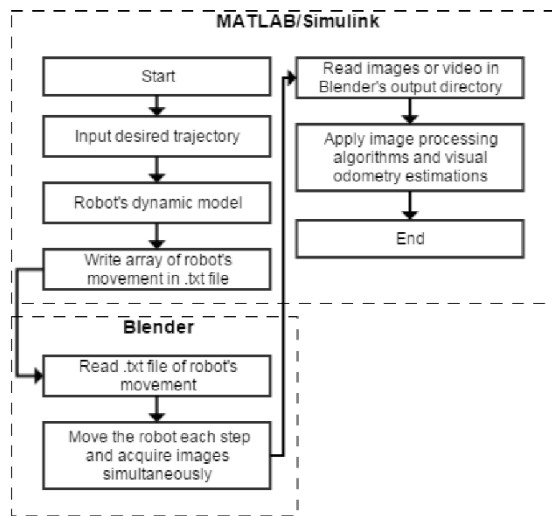 MATLAB/Simulink
Start
Input desired trajectory
Robot's dynamic model
Write array of robot's
movement in .txt file
Blender
Read .txt file of robot's
movement
Move the robot each step
and acquire images
simultaneously
Read images or video in
Blender's output directory
Apply image processing
algorithms and visual
odometry estimations
End